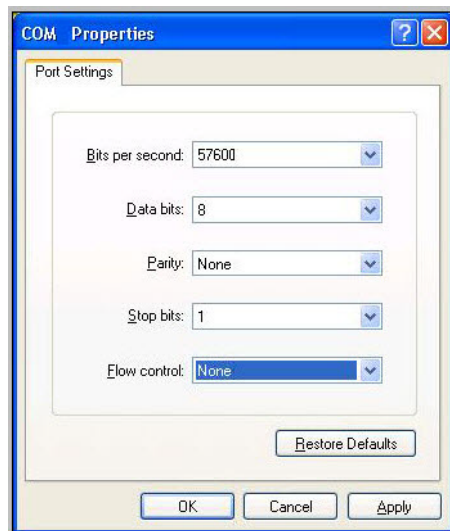 COM Properties
Port Settings
Bits per second: 57600
Data bits: 8
Parity: None
Stop bits: 1
Flow control: None
Restore Defaults
OK Cancel Apply